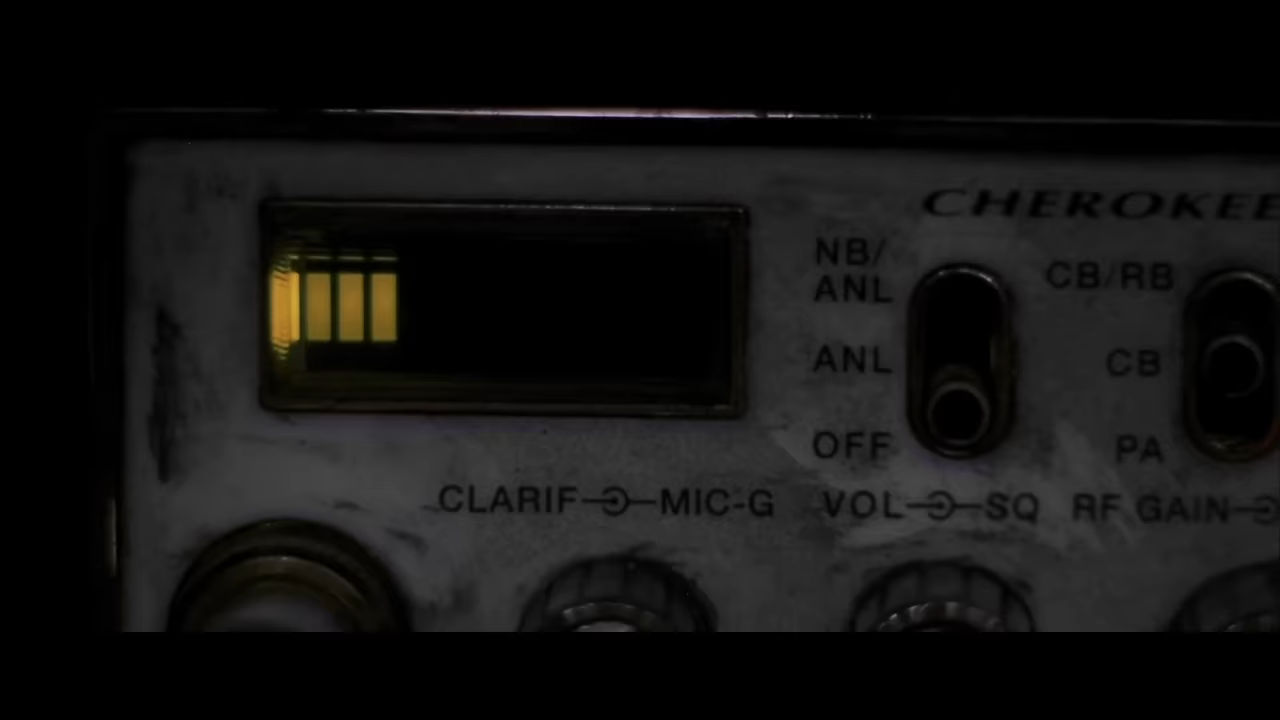 CHEROKEE
NB/
ANL
CB/RB
ANL
CB
OFF
PA
CLARIF MIC-G
VOL SQ
RF GAIN